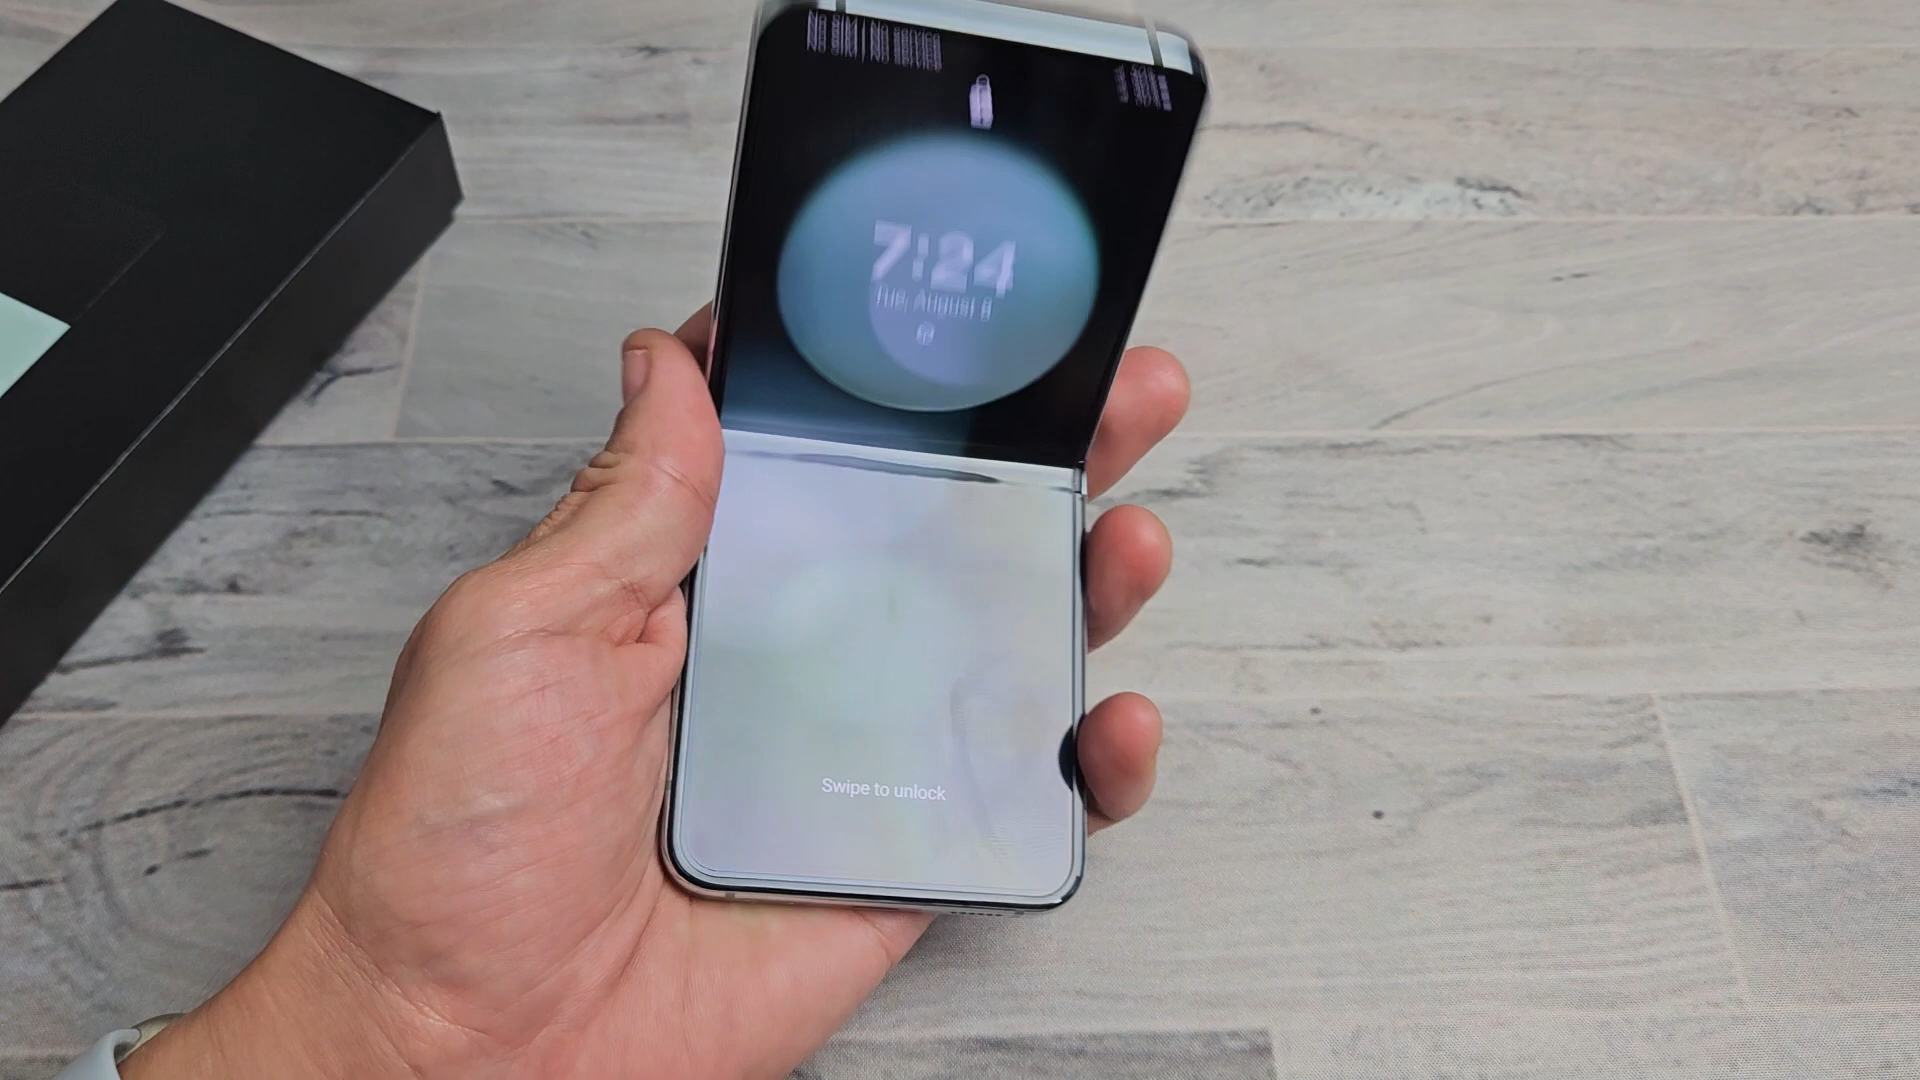 No SIM | No service
7:24
Tue, August 8
Swipe to unlock